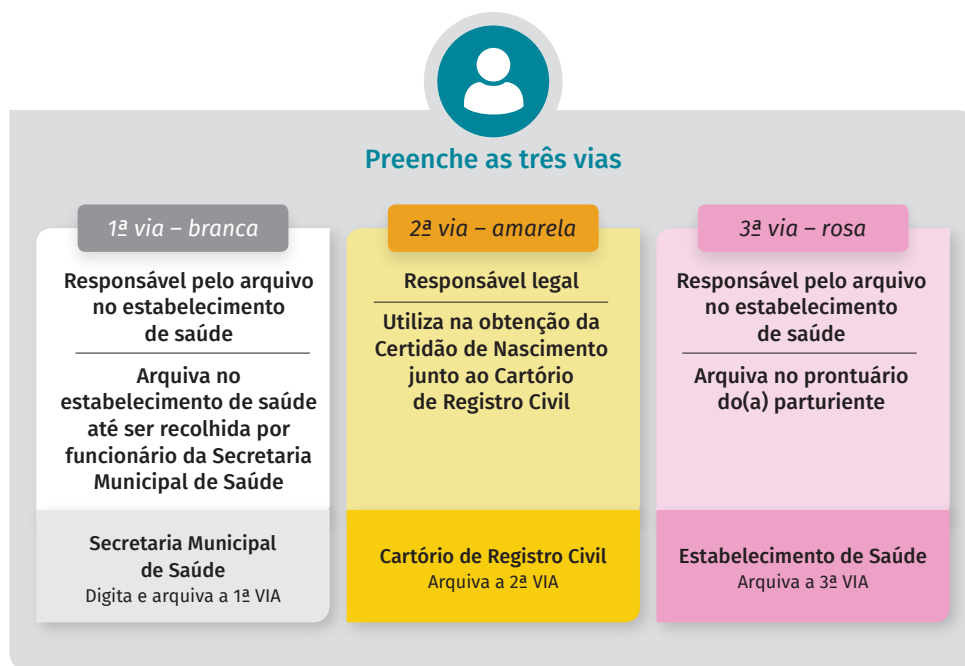 Preenche as três vias
1ª via – branca
Responsável pelo arquivo
no estabelecimento
de saúde
Arquiva no
estabelecimento de saúde
até ser recolhida por
funcionário da Secretaria
Municipal de Saúde
Secretaria Municipal
de Saúde
Digita e arquiva a 1ª VIA
2ª via – amarela
Responsável legal
Utiliza na obtenção da
Certidão de Nascimento
junto ao Cartório
de Registro Civil
Cartório de Registro Civil
Arquiva a 2ª VIA
3ª via – rosa
Responsável pelo arquivo
no estabelecimento
de saúde
Arquiva no prontuário
do(a) parturiente
Estabelecimento de Saúde
Arquiva a 3ª VIA